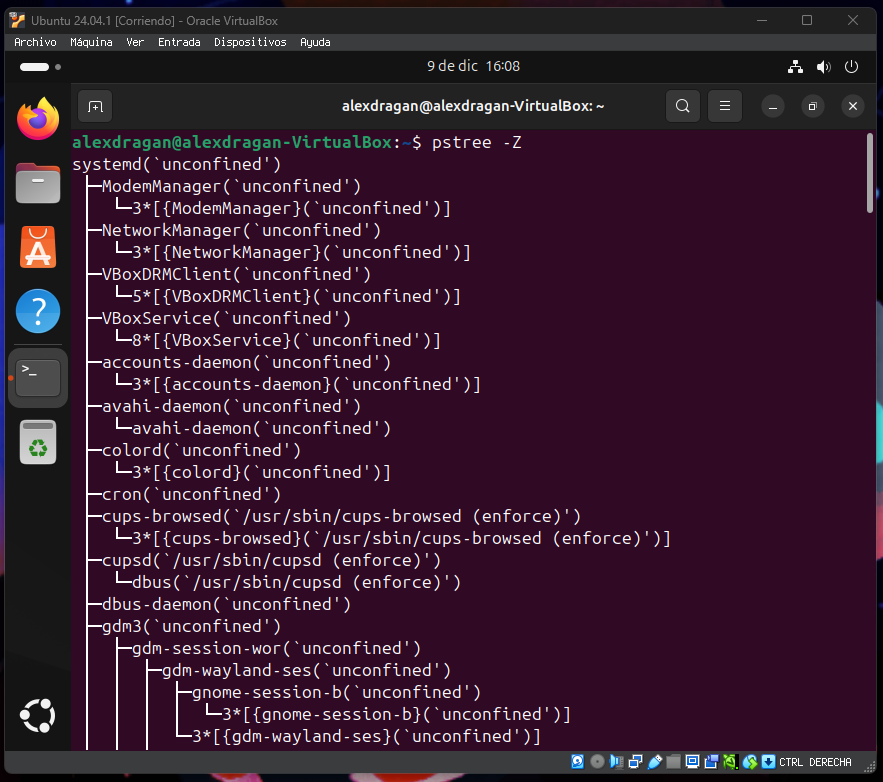 Ubuntu 24.04.1 [Corriendo] - Oracle VirtualBox
Archivo Máquina Ver Entrada Dispositivos Ayuda
9 de dic 16:08
alexdragan@alexdragan-VirtualBox: ~
alexdragan@alexdragan-VirtualBox:~$ pstree -Z
systemd(`unconfined')
├─ModemManager(`unconfined')
│  └─3*[{ModemManager}(`unconfined')]
├─NetworkManager(`unconfined')
│  └─3*[{NetworkManager}(`unconfined')]
├─VBoxDRMClient(`unconfined')
│  └─5*[{VBoxDRMClient}(`unconfined')]
├─VBoxService(`unconfined')
│  └─8*[{VBoxService}(`unconfined')]
├─accounts-daemon(`unconfined')
│  └─3*[{accounts-daemon}(`unconfined')]
├─avahi-daemon(`unconfined')
│  └─avahi-daemon(`unconfined')
├─colord(`unconfined')
│  └─3*[{colord}(`unconfined')]
├─cron(`unconfined')
├─cups-browsed(`/usr/sbin/cups-browsed (enforce)')
│  └─3*[{cups-browsed}(`/usr/sbin/cups-browsed (enforce)')]
├─cupsd(`/usr/sbin/cupsd (enforce)')
│  └─dbus(`/usr/sbin/cupsd (enforce)')
├─dbus-daemon(`unconfined')
├─gdm3(`unconfined')
│  ├─gdm-session-wor(`unconfined')
│  │  ├─gdm-wayland-ses(`unconfined')
│  │  │  ├─gnome-session-b(`unconfined')
│  │  │  │  └─3*[{gnome-session-b}(`unconfined')]
│  │  │  └─3*[{gdm-wayland-ses}(`unconfined')]
CTRL DERECHA